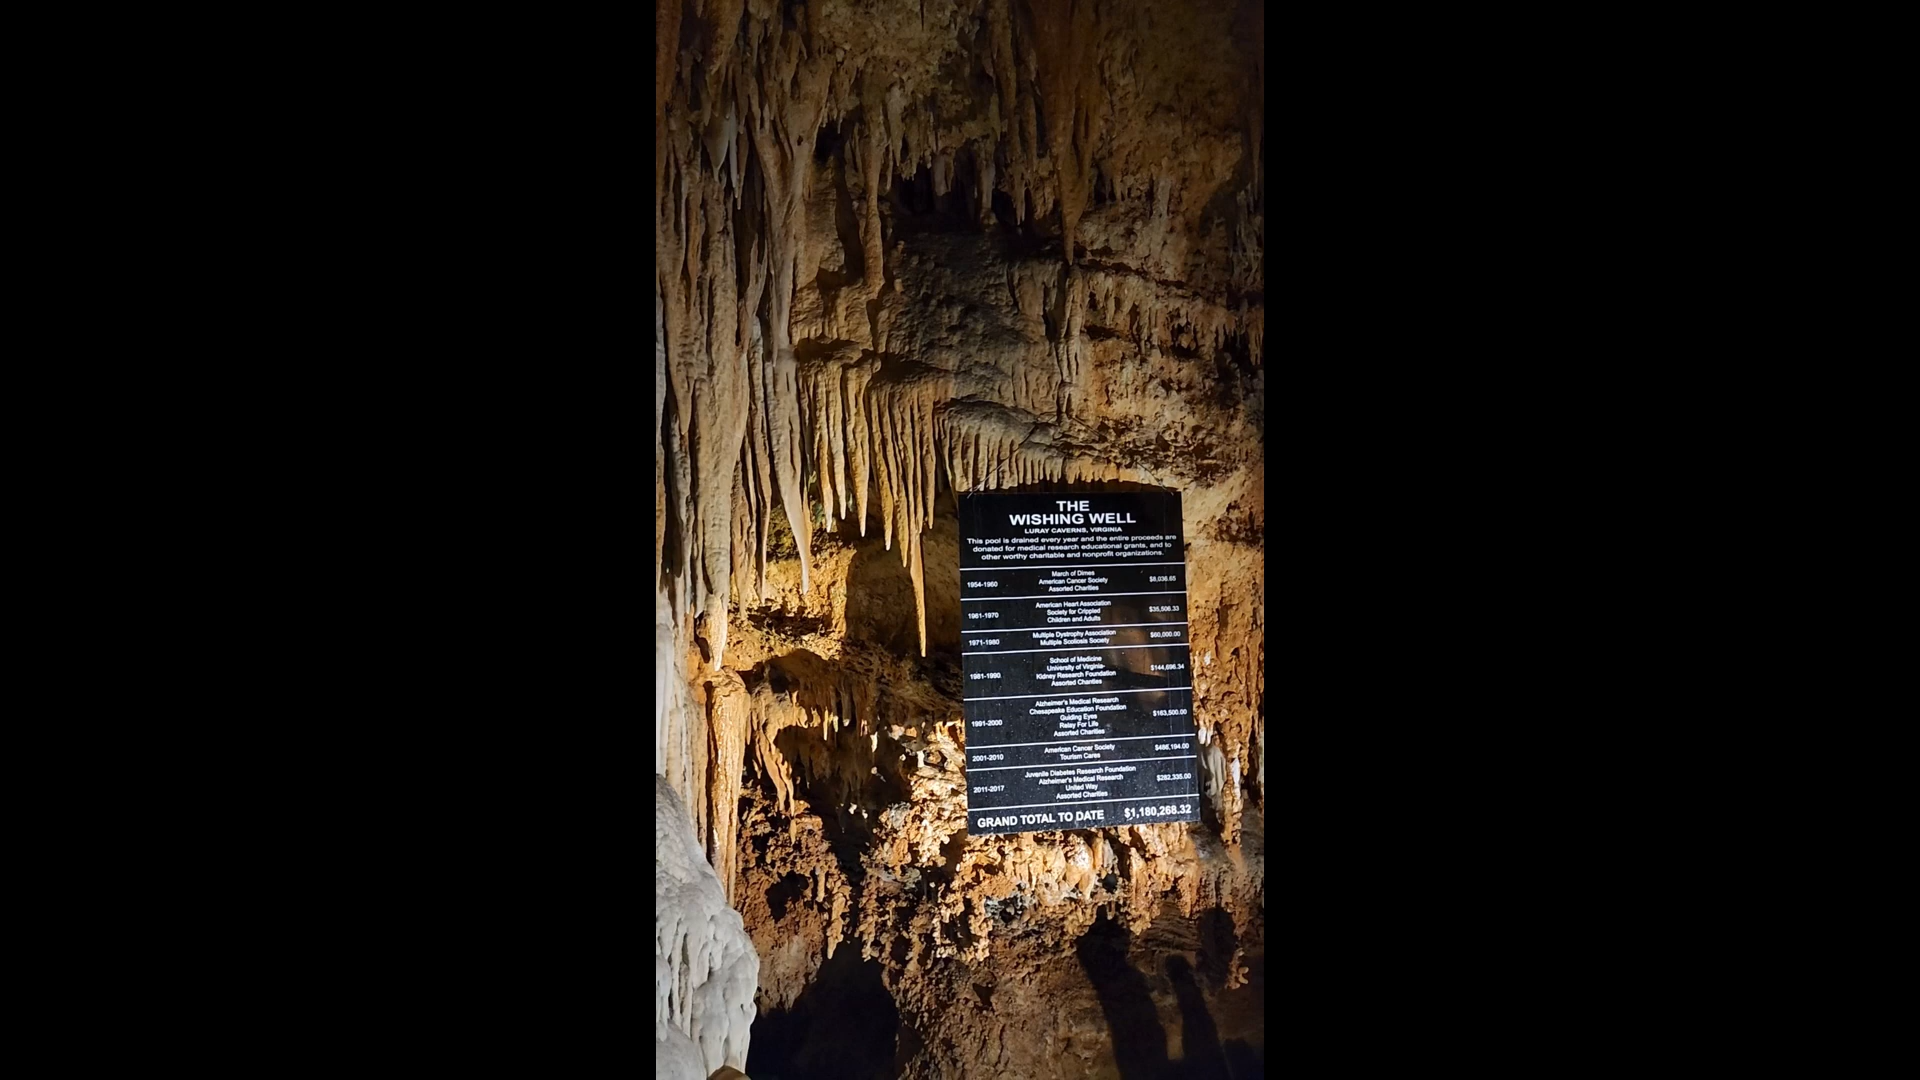 THE
WISHING WELL
LURAY CAVERNS, VIRGINIA
This pool is drained every year and the entire proceeds are
donated for medical research educational grants, and to
other worthy charitable and nonprofit organizations.
March of Dimes
1954-1960 American Cancer Society $8,036.65
Assorted Charities
American Heart Association
1961-1970 Society for Crippled $35,506.33
Children and Adults
Multiple Dystrophy Association
1971-1980 Multiple Scoliosis Society $60,000.00
School of Medicine
University of Virginia-
1981-1990 Kidney Research Foundation $144,696.34
Assorted Charities
Alzheimer's Medical Research
Chesapeake Education Foundation
1991-2000 Guiding Eyes $163,500.00
Relay For Life
Assorted Charities
American Cancer Society
2001-2010 Tourism Cares $486,194.00
Juvenile Diabetes Research Foundation
Alzheimer's Medical Research
2011-2017 United Way $282,335.00
Assorted Charities
GRAND TOTAL TO DATE $1,180,268.32